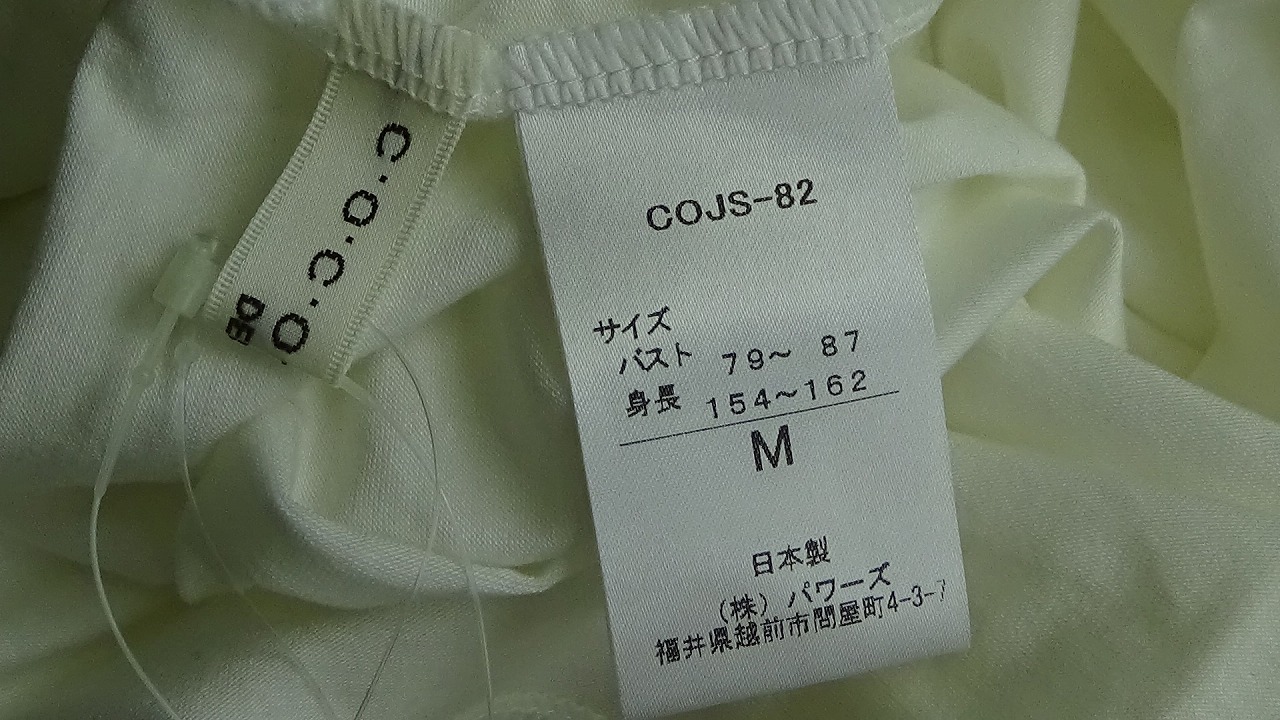 C.O.C.O.
DE
COJS-82
サイズ
バスト 79～ 87
身長 154～162
M
日本製
（株）パワーズ
福井県越前市問屋町4-3-7